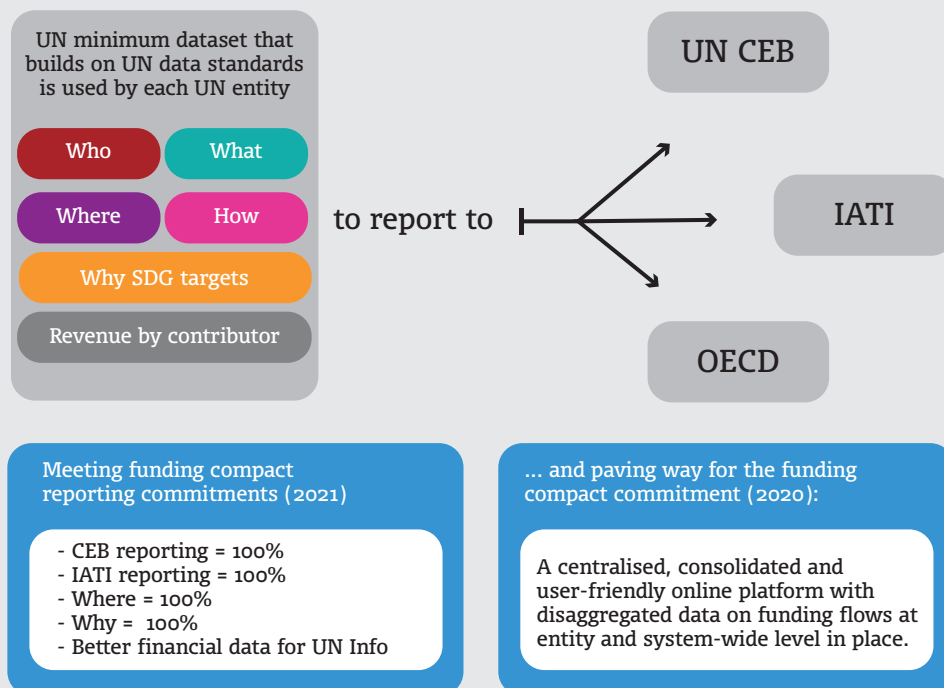 UN minimum dataset that
builds on UN data standards
is used by each UN entity
Who
What
Where
How
Why SDG targets
Revenue by contributor
to report to
UN CEB
IATI
OECD
Meeting funding compact
reporting commitments (2021)
- CEB reporting = 100%
- IATI reporting = 100%
- Where = 100%
- Why =  100%
- Better financial data for UN Info
... and paving way for the funding
compact commitment (2020):
A centralised, consolidated and
user-friendly online platform with
disaggregated data on funding flows at
entity and system-wide level in place.